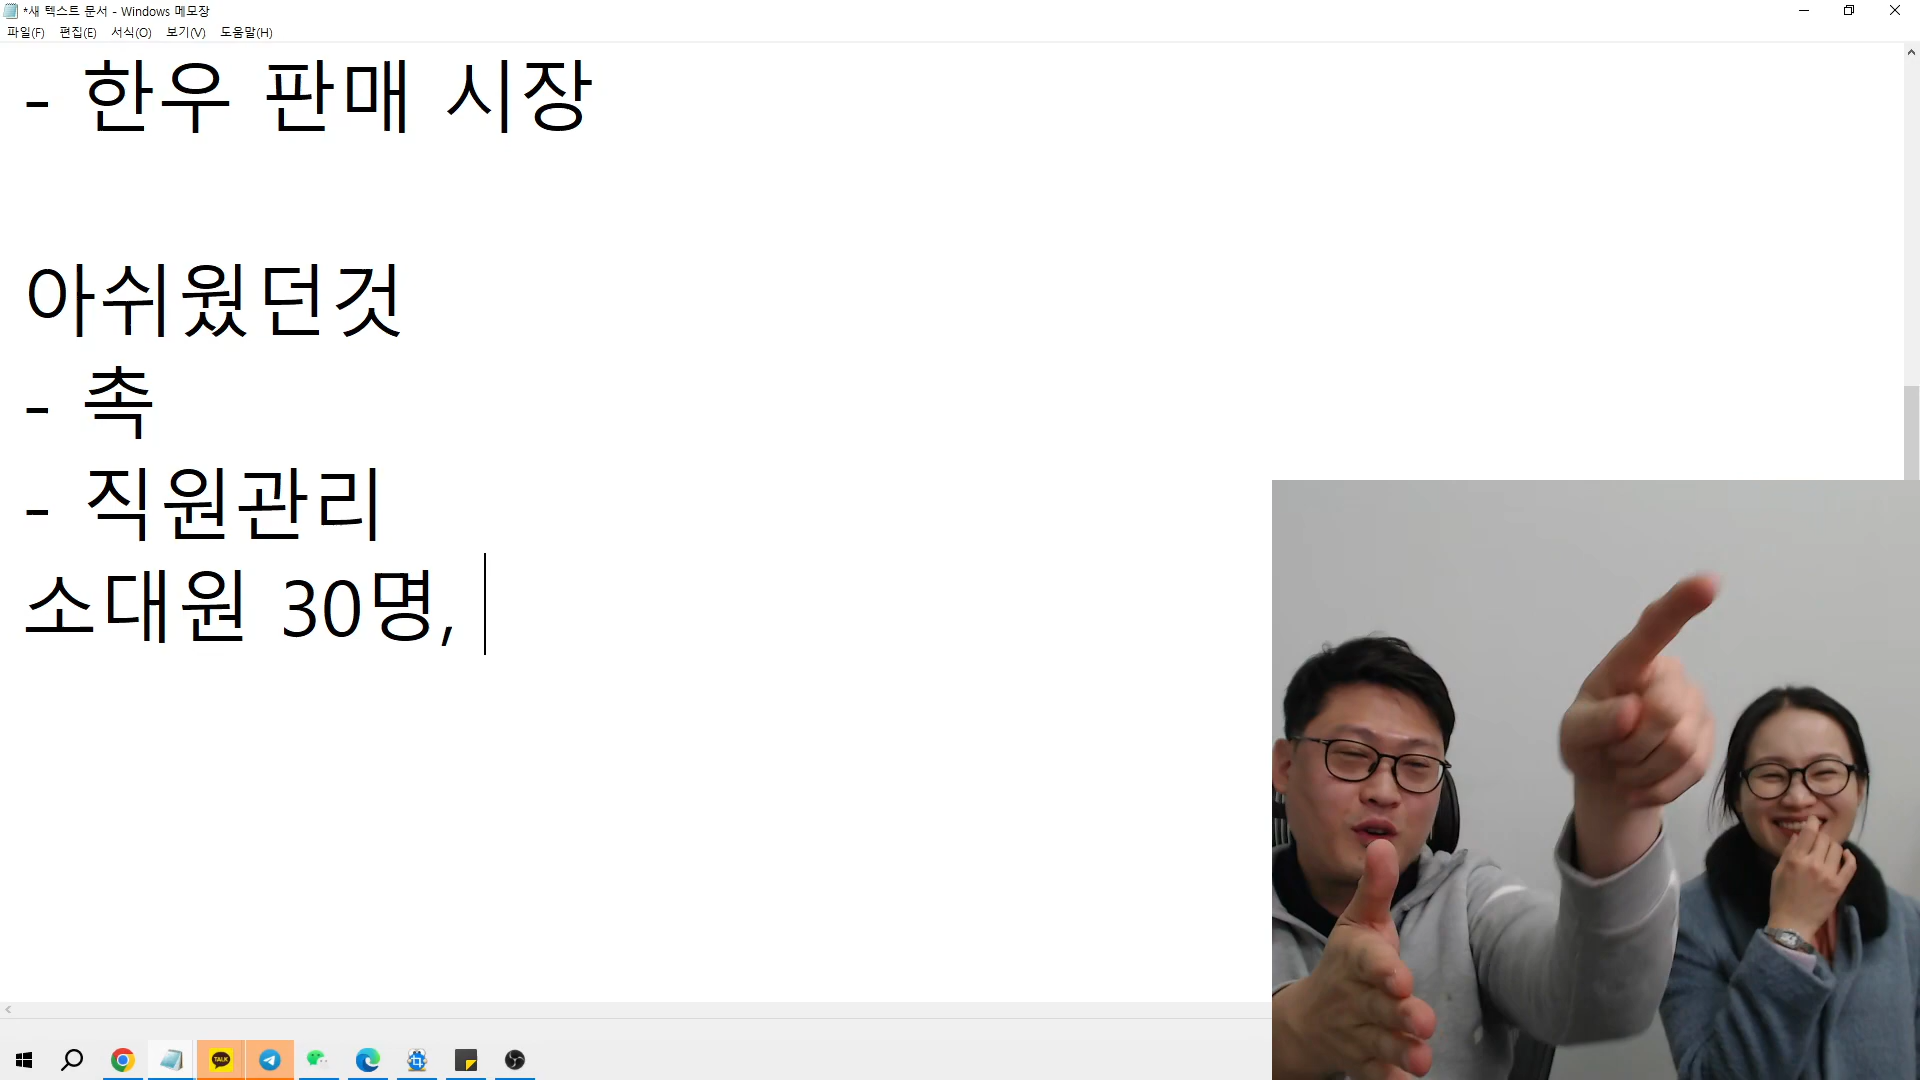 *새 텍스트 문서 - Windows 메모장
파일(F) 편집(E) 서식(O) 보기(V) 도움말(H)
- 한우 판매 시장
아쉬웠던것
- 촉
- 직원관리
소대원 30명,
TALK